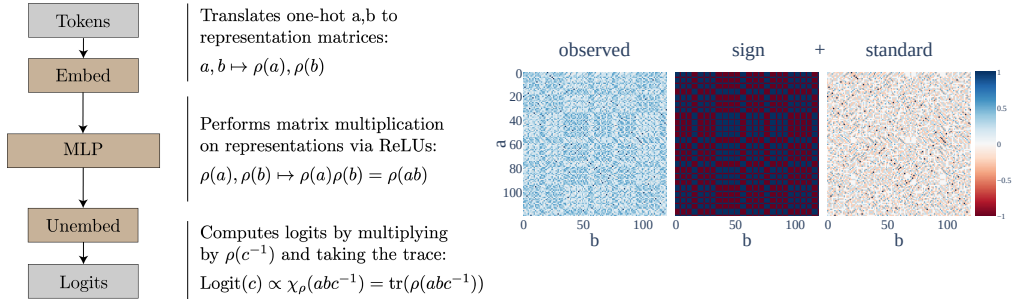 Tokens
Embed
MLP
Unembed
Logits
Translates one-hot a,b to
representation matrices:
a, b ↦ ρ(a), ρ(b)
Performs matrix multiplication
on representations via ReLUs:
ρ(a), ρ(b) ↦ ρ(a)ρ(b) = ρ(ab)
Computes logits by multiplying
by ρ(c⁻¹) and taking the trace:
Logit(c) ∝ χρ(abc⁻¹) = tr(ρ(abc⁻¹))
observed sign + standard
a
0
20
40
60
80
100
0 50 100
b
0 50 100
b
0 50 100
b
1
0.5
0
−0.5
−1